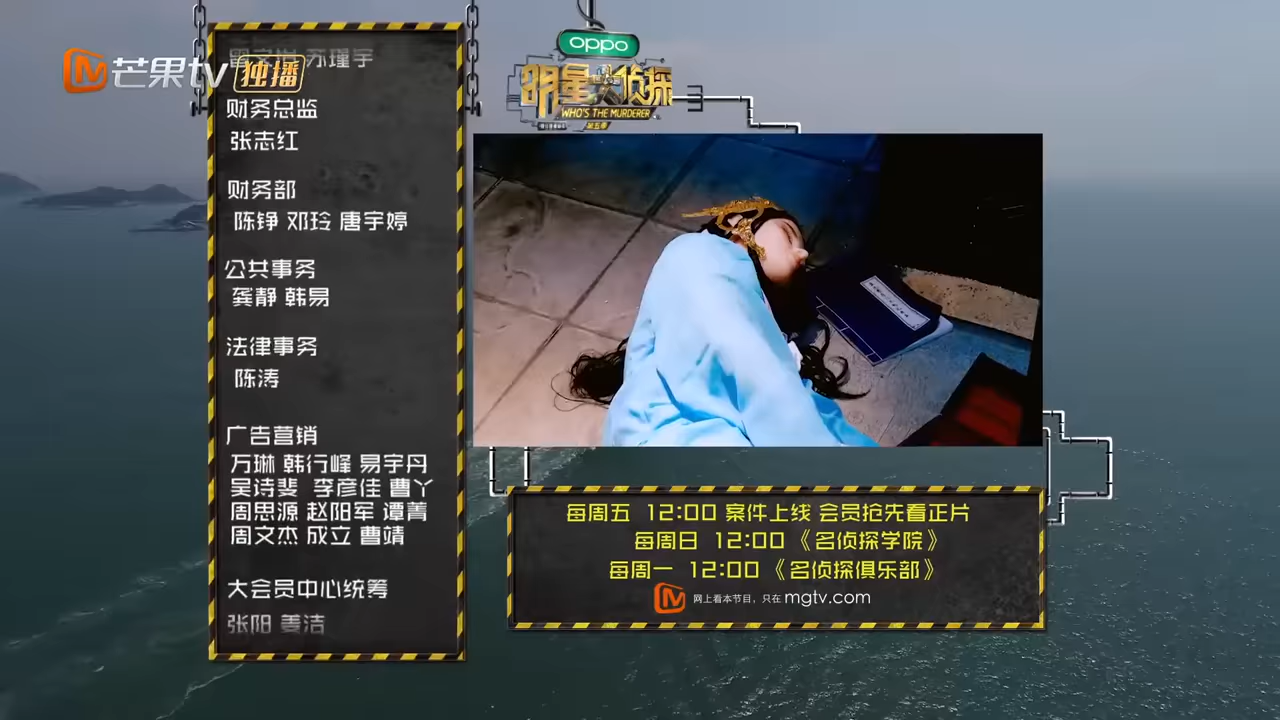 芒果tv 独播
苏瑾宇
财务总监
张志红
财务部
陈铮 邓玲 唐宇婷
公共事务
龚静 韩易
法律事务
陈涛
广告营销
万琳 韩行峰 易宇丹
吴诗斐 李彦佳 曹丫
周思源 赵阳军 谭菁
周文杰 成立 曹靖
大会员中心统筹
张阳 姜洁
oppo
明星大侦探
WHO'S THE MURDERER
第五季
每周五 12:00 案件上线 会员抢先看正片
每周日 12:00《名侦探学院》
每周一 12:00《名侦探俱乐部》
网上看本节目，只在 mgtv.com